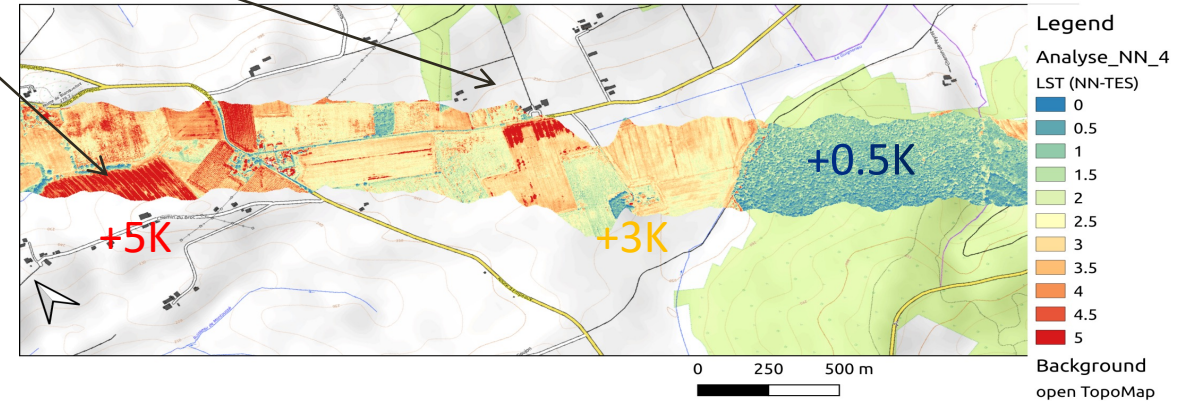 Legend
Analyse_NN_4
LST (NN-TES)
0
0.5
1
1.5
2
2.5
3
3.5
4
4.5
5
Background
open TopoMap
+0.5K
+5K
+3K
0 250 500 m